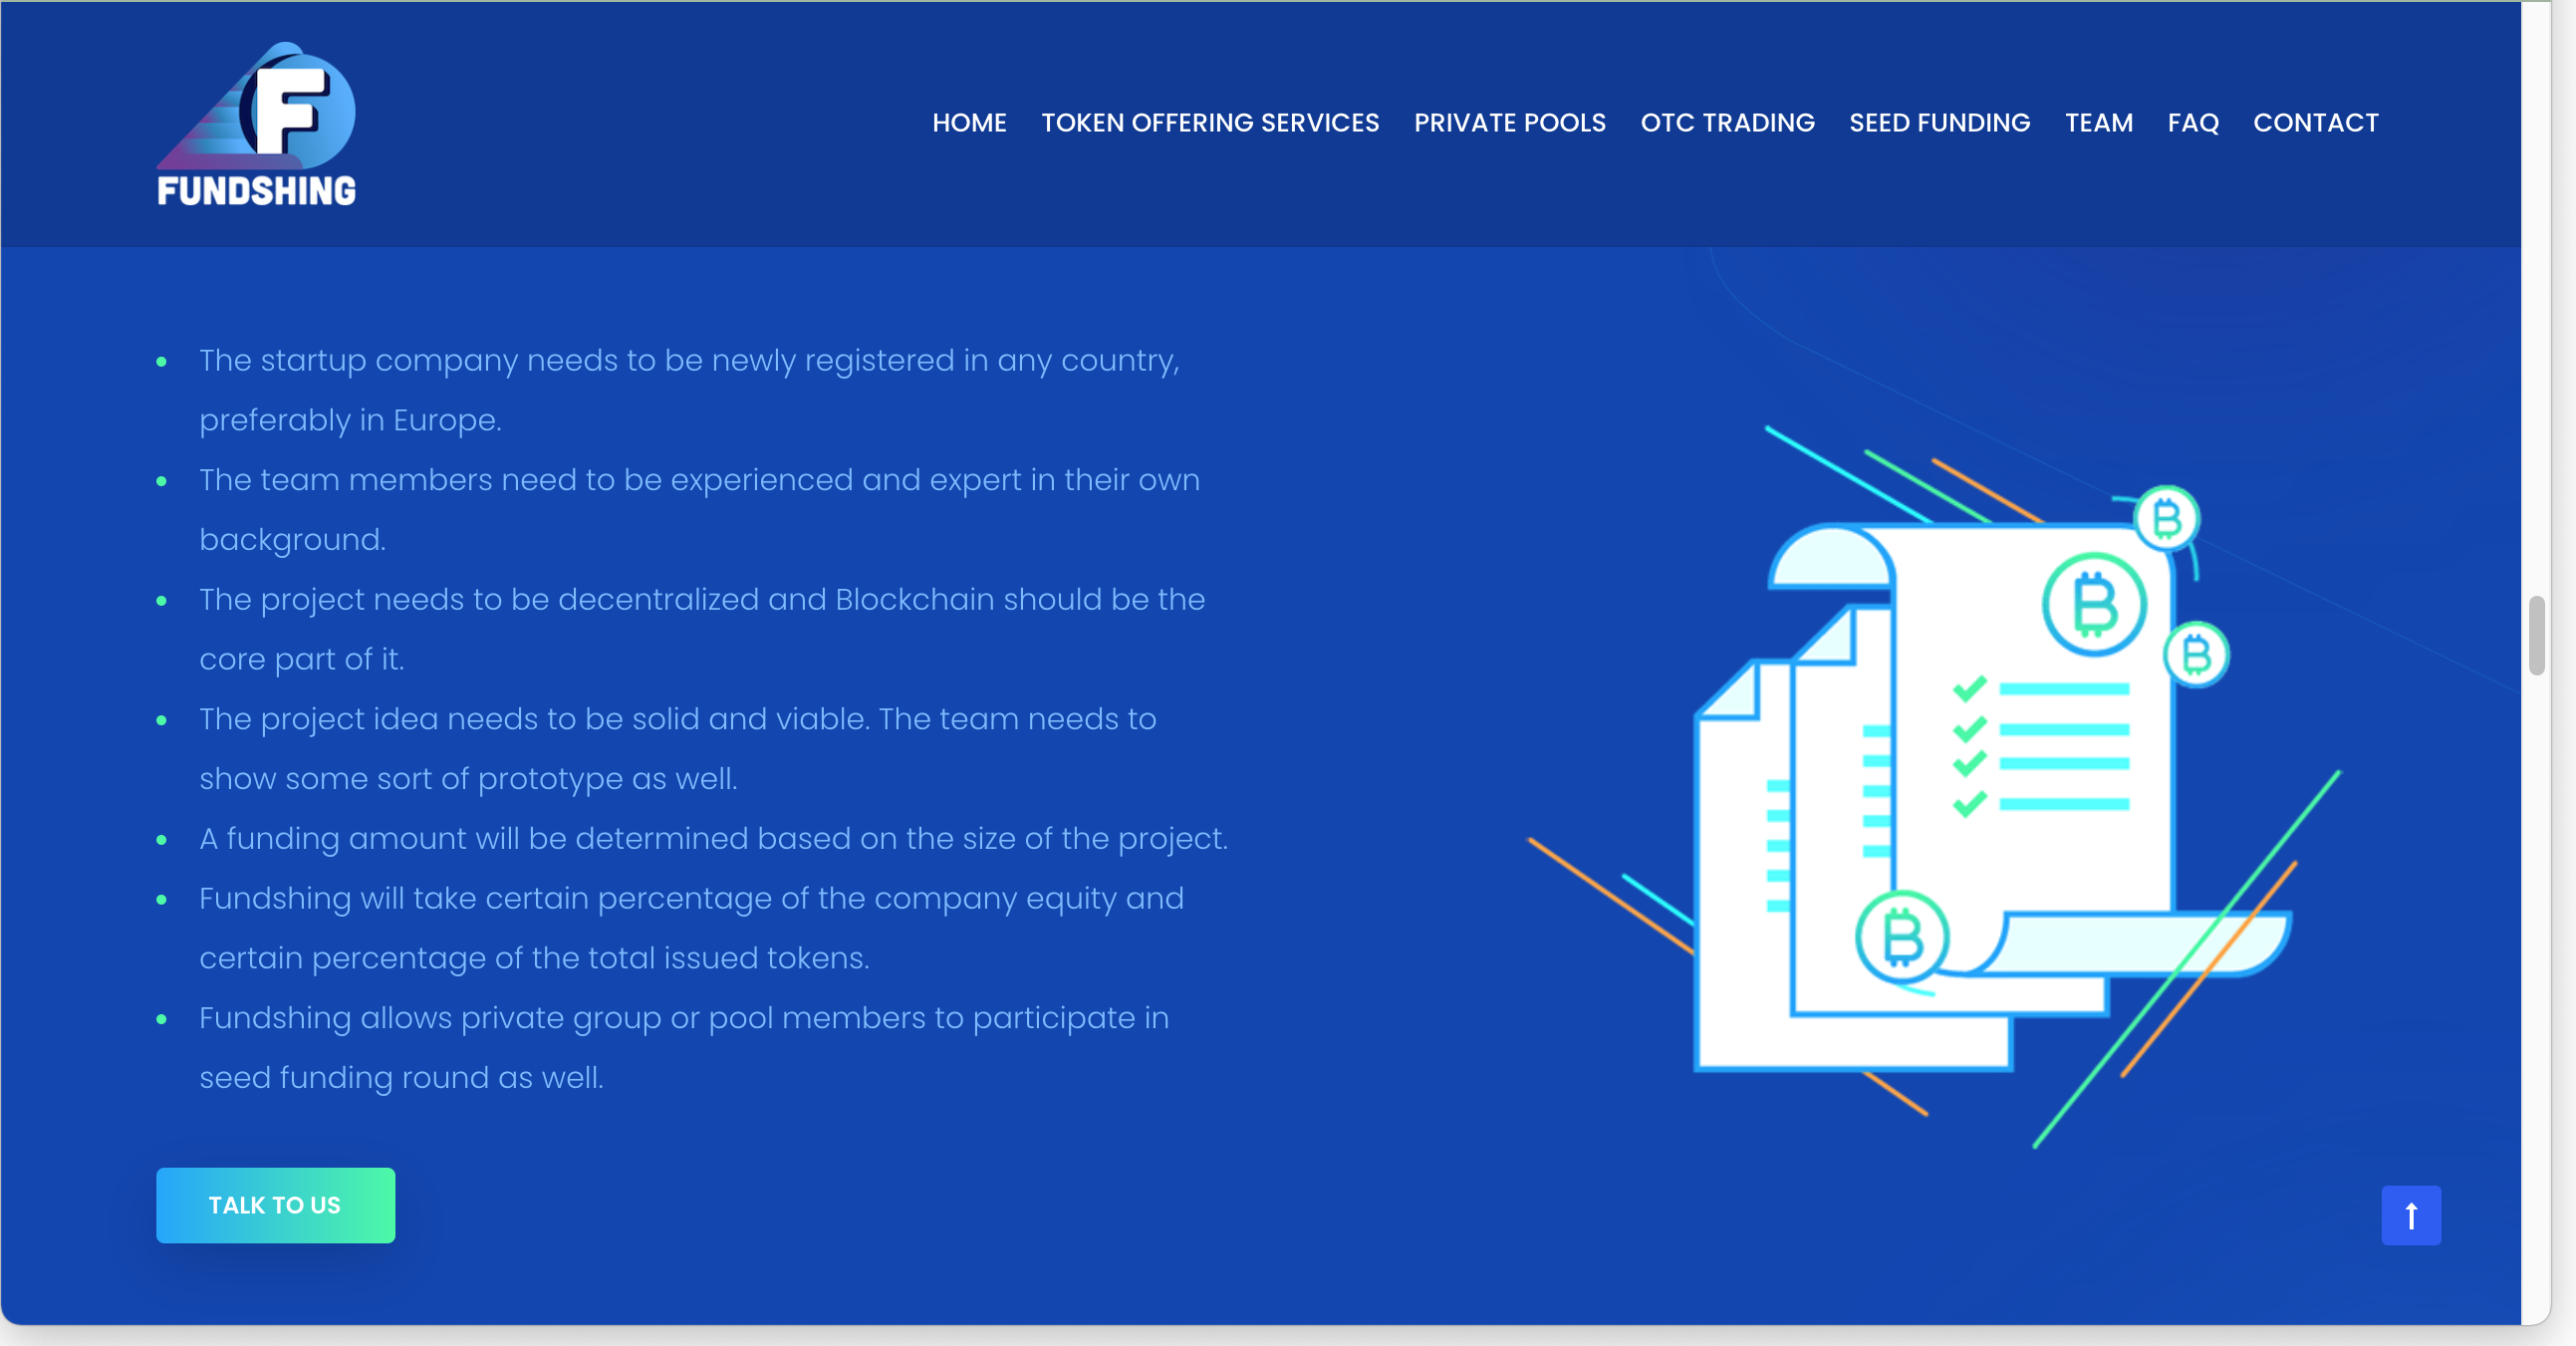 F
FUNDSHING
HOME TOKEN OFFERING SERVICES PRIVATE POOLS OTC TRADING SEED FUNDING TEAM FAQ CONTACT
The startup company needs to be newly registered in any country,
preferably in Europe.
The team members need to be experienced and expert in their own
background.
The project needs to be decentralized and Blockchain should be the
core part of it.
The project idea needs to be solid and viable. The team needs to
show some sort of prototype as well.
A funding amount will be determined based on the size of the project.
Fundshing will take certain percentage of the company equity and
certain percentage of the total issued tokens.
Fundshing allows private group or pool members to participate in
seed funding round as well.
TALK TO US